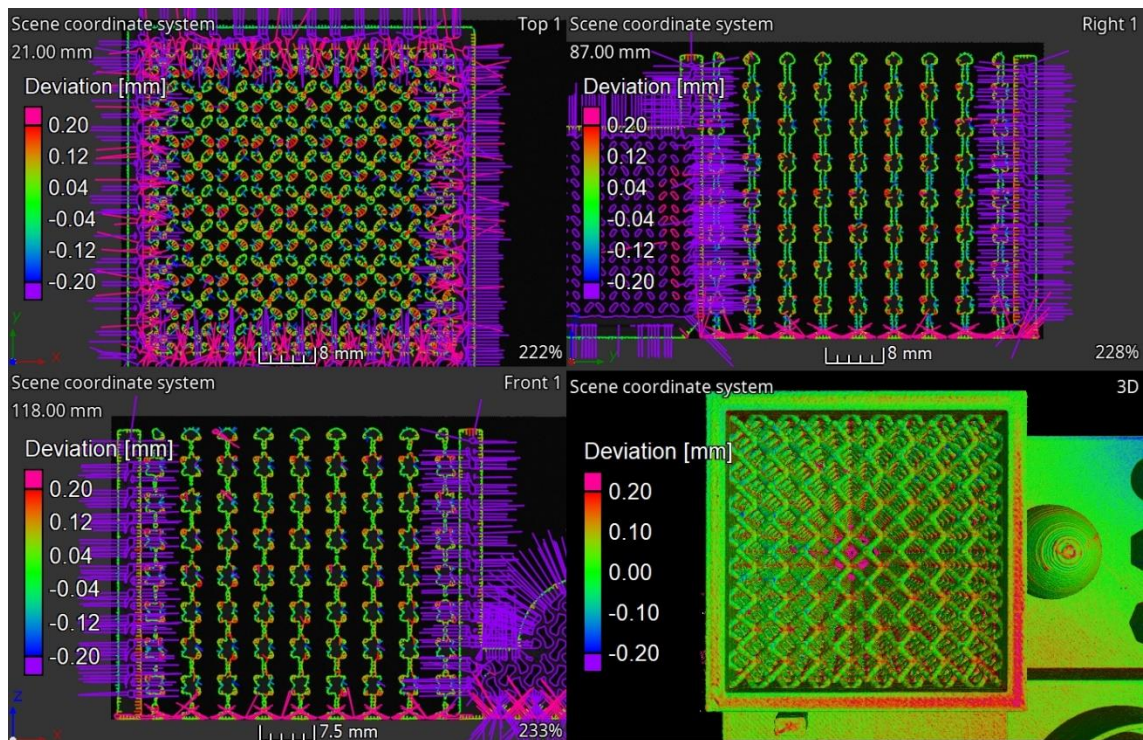 Scene coordinate system
Top 1
21.00 mm
Deviation [mm]
0.20
0.12
0.04
-0.04
-0.12
-0.20
y
x
8 mm
222%
Scene coordinate system
Right 1
87.00 mm
Deviation [mm]
0.20
0.12
0.04
-0.04
-0.12
-0.20
y
8 mm
228%
Scene coordinate system
Front 1
118.00 mm
Deviation [mm]
0.20
0.12
0.04
-0.04
-0.12
-0.20
z
x
7.5 mm
233%
Scene coordinate system
3D
Deviation [mm]
0.20
0.10
0.00
-0.10
-0.20